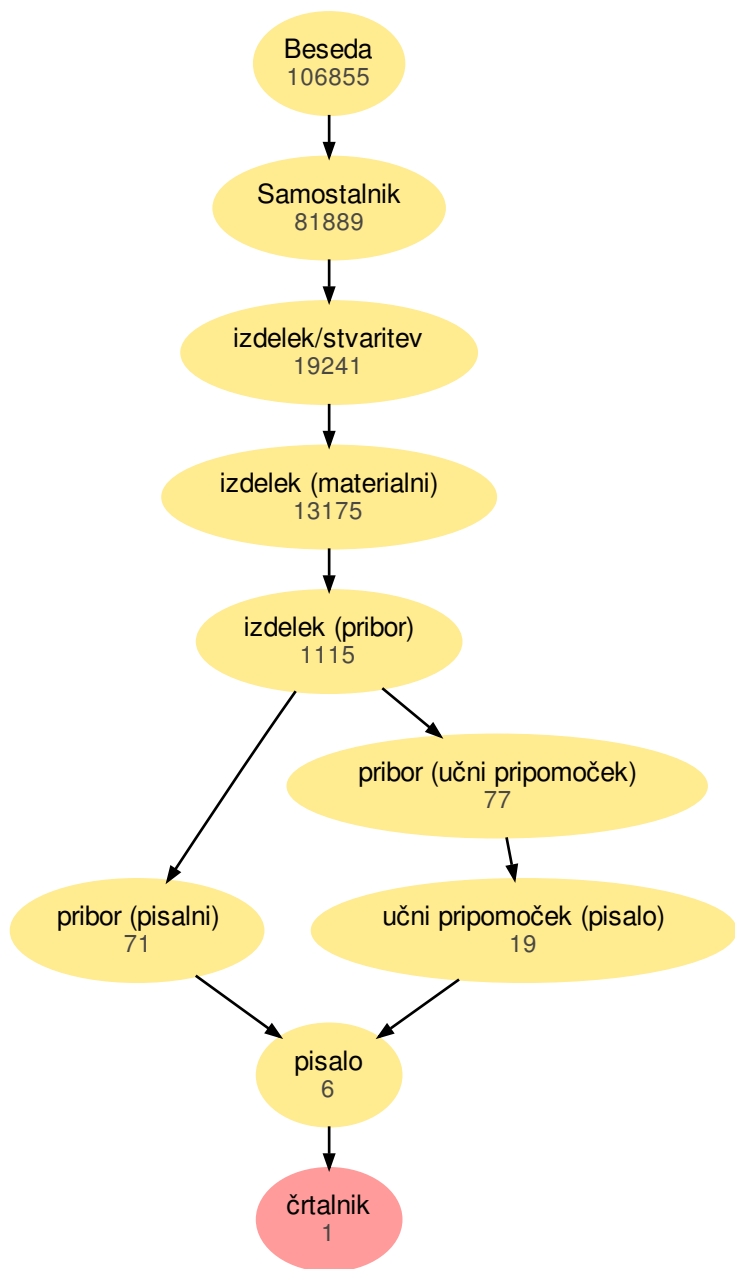 Beseda
106855
Samostalnik
81889
izdelek/stvaritev
19241
izdelek (materialni)
13175
izdelek (pribor)
1115
pribor (učni pripomoček)
77
pribor (pisalni)
71
učni pripomoček (pisalo)
19
pisalo
6
črtalnik
1